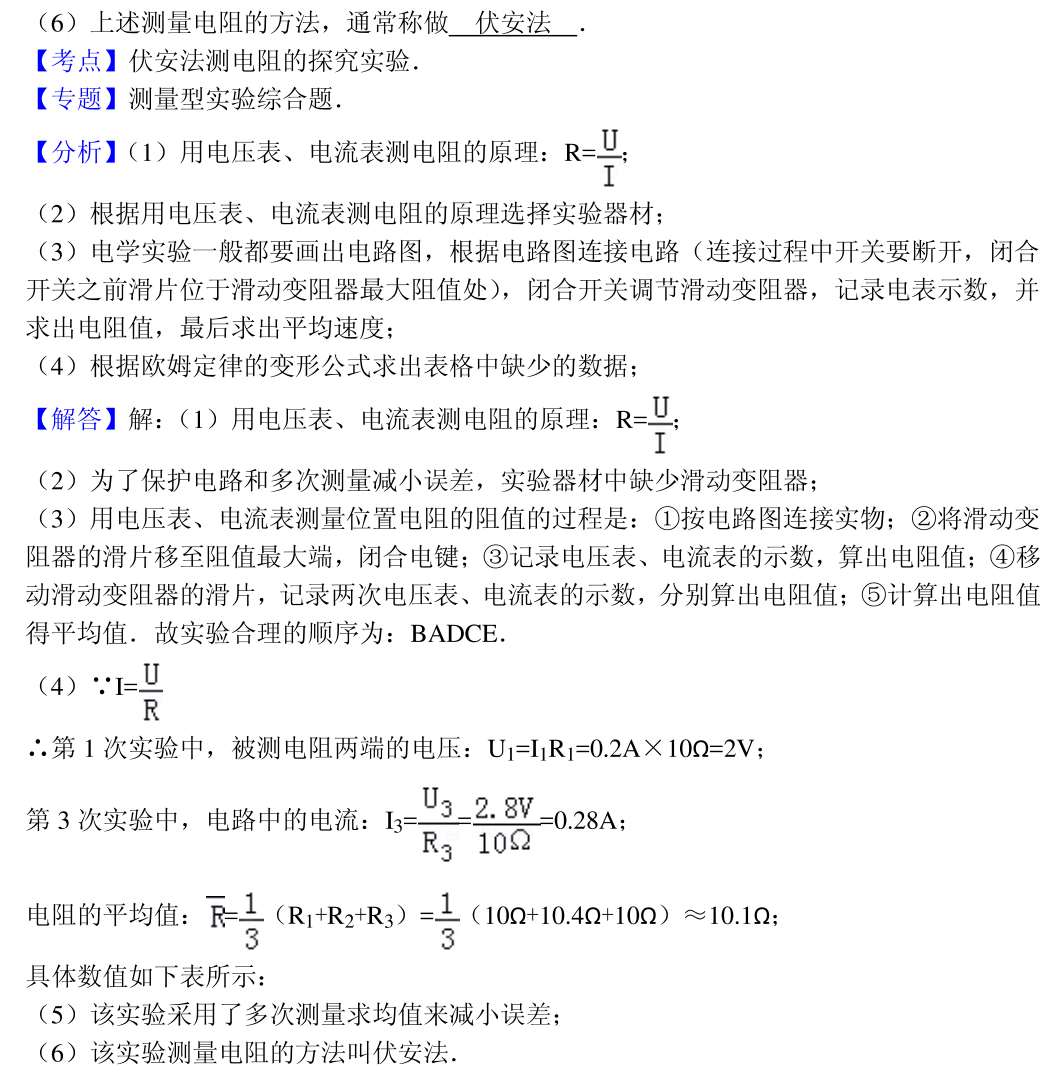 （6）上述测量电阻的方法，通常称做　伏安法　．
【考点】伏安法测电阻的探究实验．
【专题】测量型实验综合题．
【分析】（1）用电压表、电流表测电阻的原理：R=U/I；
（2）根据用电压表、电流表测电阻的原理选择实验器材；
（3）电学实验一般都要画出电路图，根据电路图连接电路（连接过程中开关要断开，闭合
开关之前滑片位于滑动变阻器最大阻值处），闭合开关调节滑动变阻器，记录电表示数，并
求出电阻值，最后求出平均速度；
（4）根据欧姆定律的变形公式求出表格中缺少的数据；
【解答】解：（1）用电压表、电流表测电阻的原理：R=U/I；
（2）为了保护电路和多次测量减小误差，实验器材中缺少滑动变阻器；
（3）用电压表、电流表测量位置电阻的阻值的过程是：①按电路图连接实物；②将滑动变
阻器的滑片移至阻值最大端，闭合电键；③记录电压表、电流表的示数，算出电阻值；④移
动滑动变阻器的滑片，记录两次电压表、电流表的示数，分别算出电阻值；⑤计算出电阻值
得平均值．故实验合理的顺序为：BADCE．
（4）∵I=U/R
∴第 1 次实验中，被测电阻两端的电压：U₁=I₁R₁=0.2A×10Ω=2V；
第 3 次实验中，电路中的电流：I₃=U₃/R₃=2.8V/10Ω=0.28A；
电阻的平均值：R̅=1/3（R₁+R₂+R₃）=1/3（10Ω+10.4Ω+10Ω）≈10.1Ω；
具体数值如下表所示：
（5）该实验采用了多次测量求均值来减小误差；
（6）该实验测量电阻的方法叫伏安法．